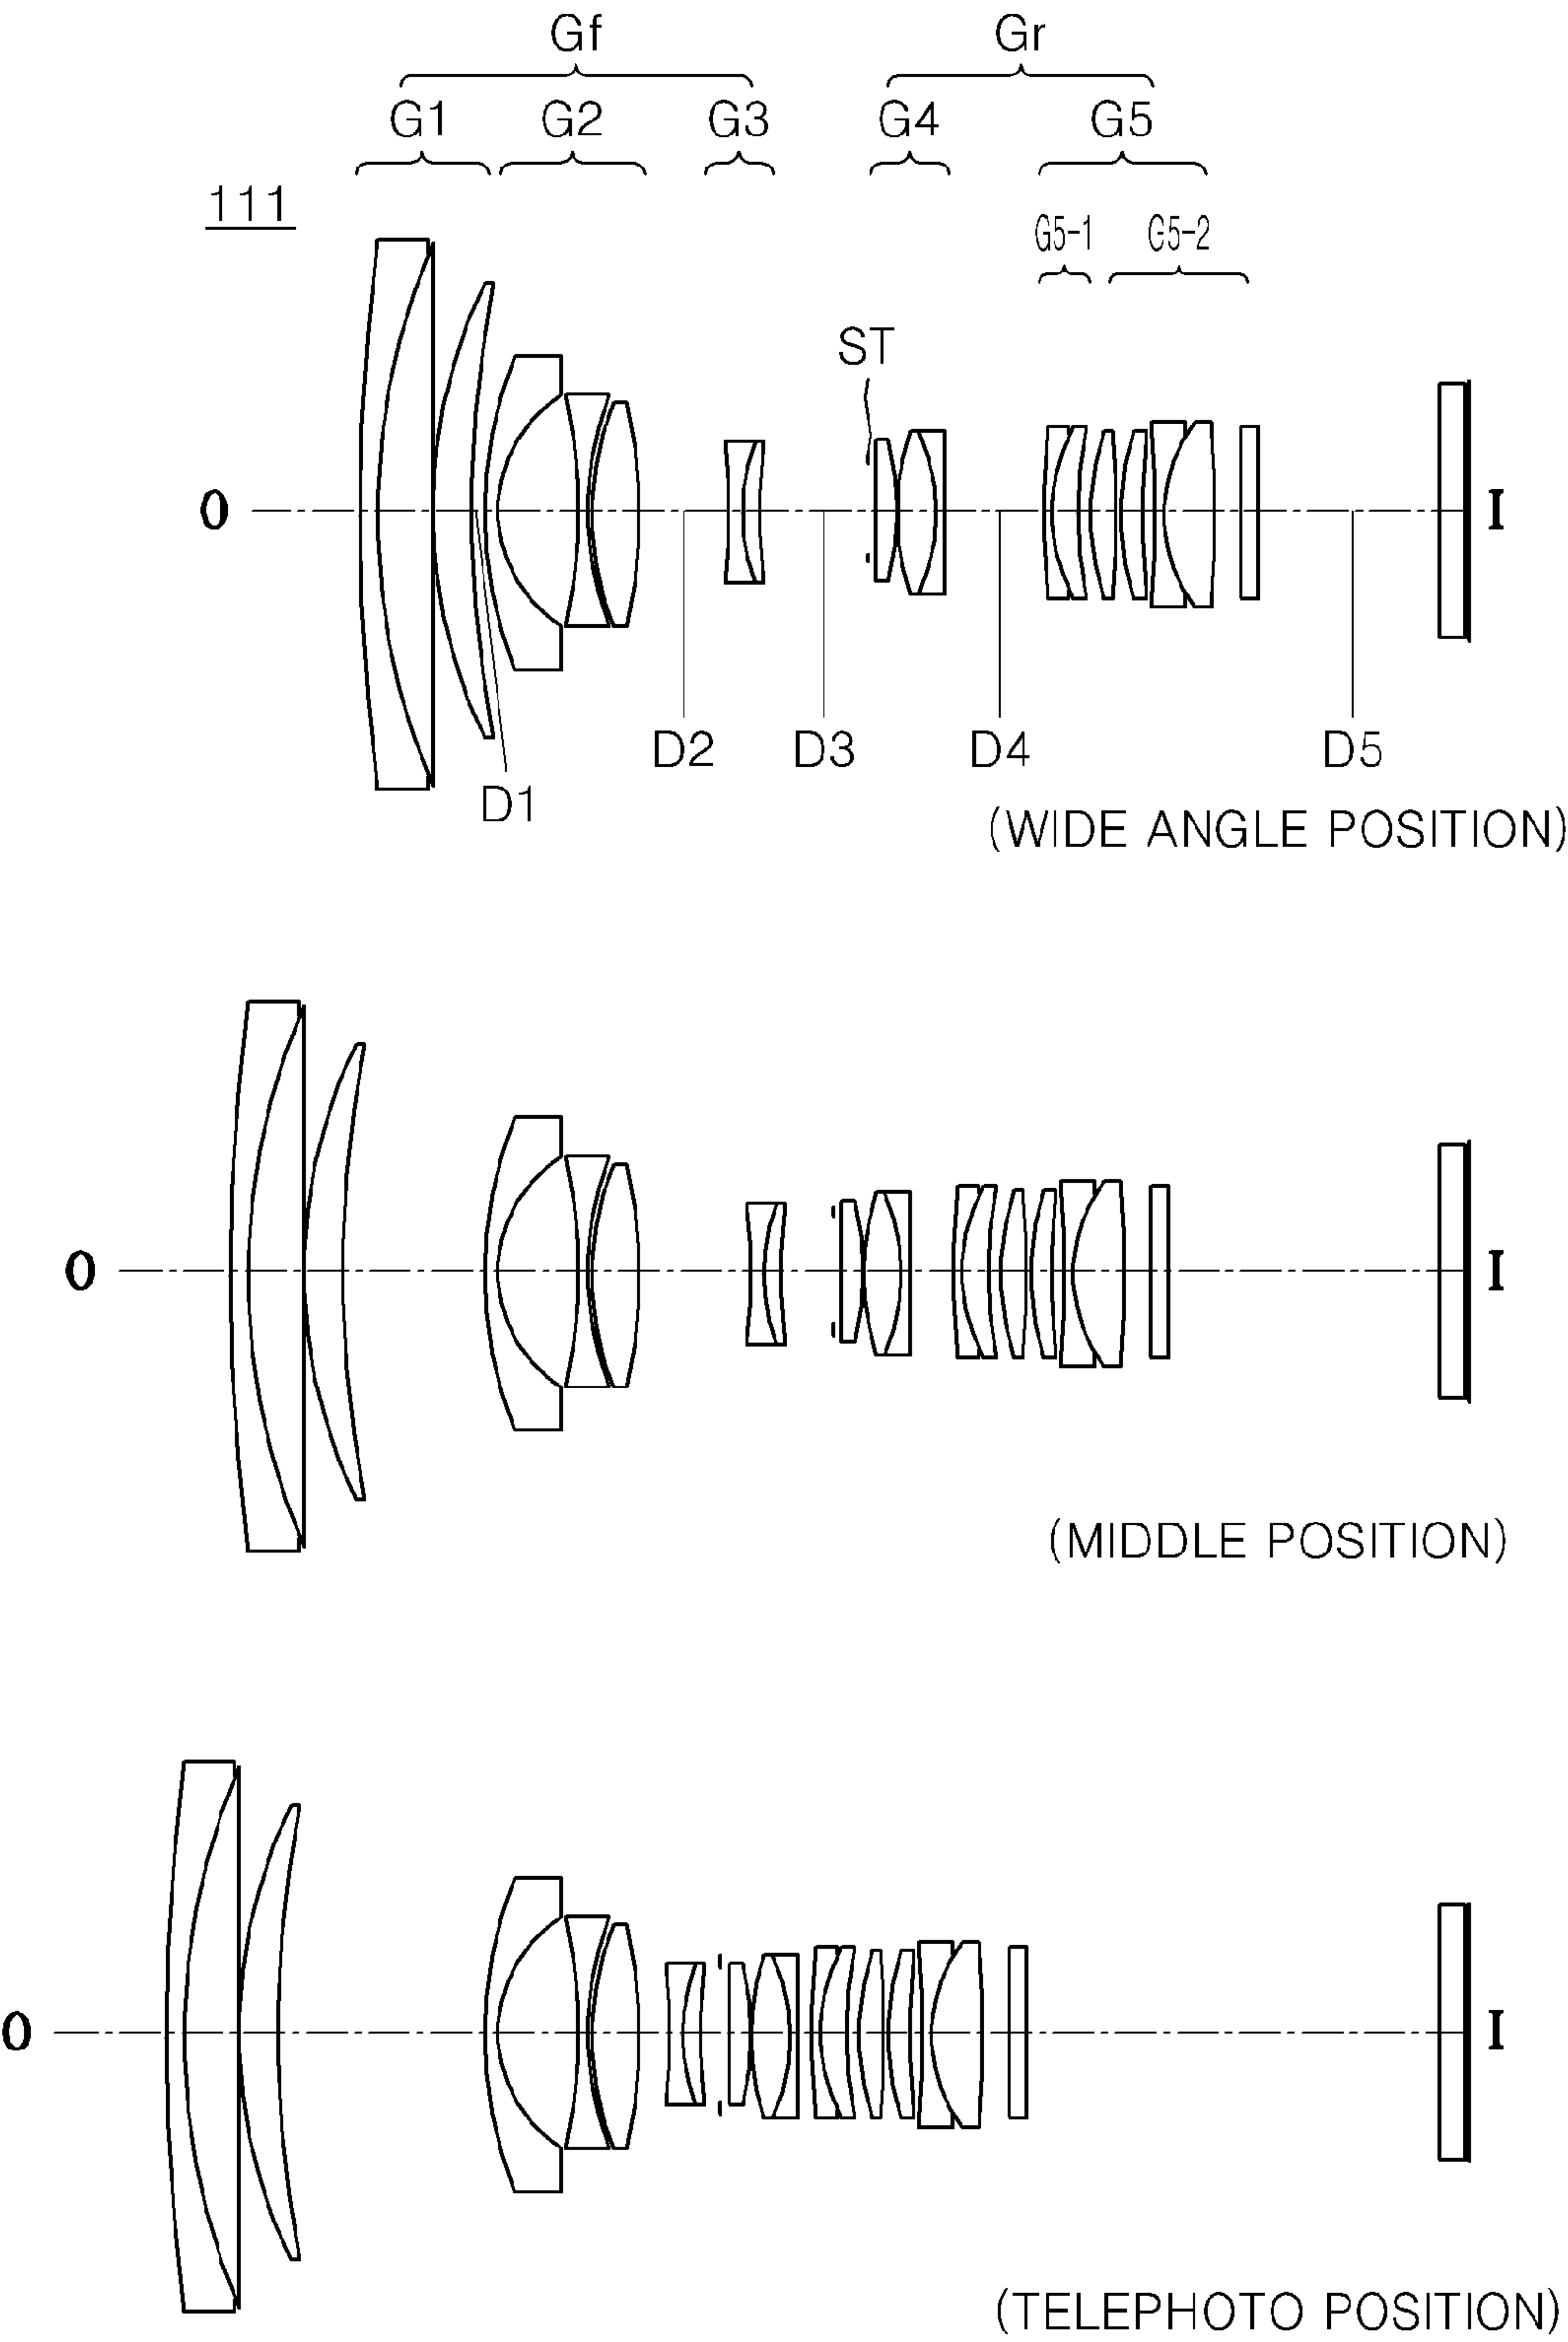 Gf Gr
G1 G2 G3 G4 G5
111
G5-1 G5-2
ST
O I
D2 D3 D4 D5
D1
(WIDE ANGLE POSITION)
O I
(MIDDLE POSITION)
O I
(TELEPHOTO POSITION)